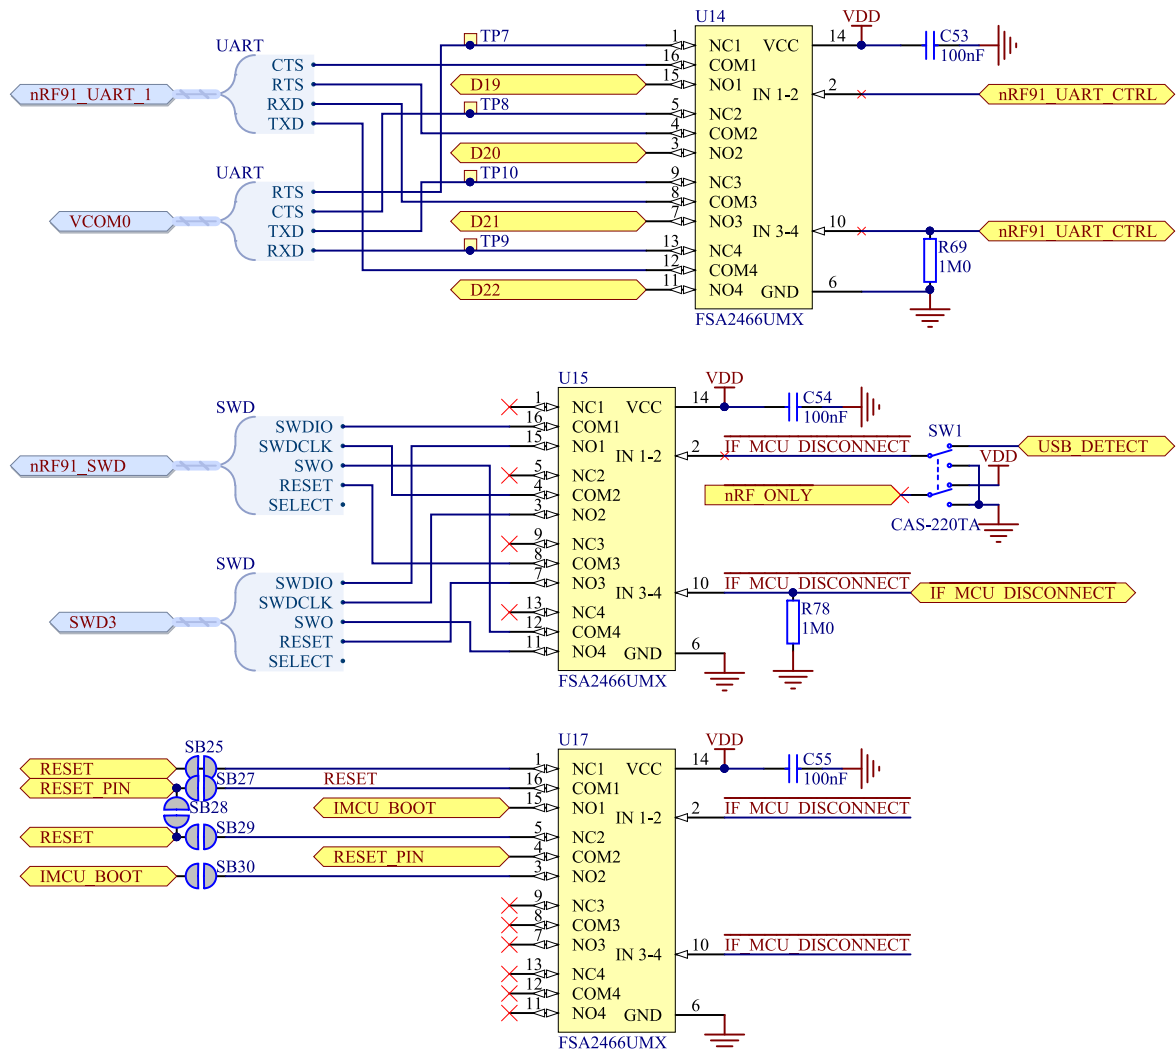 U14
VDD
UART
TP7
1
NC1
VCC
14
C53
100nF
CTS
16
COM1
nRF91_UART_1
RTS
D19
15
NO1
IN 1-2
2
nRF91_UART_CTRL
RXD
TP8
5
NC2
TXD
4
COM2
D20
3
NO2
UART
TP10
9
NC3
RTS
8
COM3
VCOM0
CTS
D21
7
NO3
IN 3-4
10
nRF91_UART_CTRL
TXD
TP9
13
NC4
R69
1M0
RXD
12
COM4
D22
11
NO4
GND
6
FSA2466UMX
U15
VDD
1
NC1
VCC
14
C54
100nF
SWD
SWDIO
16
COM1
SWDCLK
15
NO1
IN 1-2
2
IF_MCU_DISCONNECT
SW1
USB_DETECT
nRF91_SWD
SWO
5
NC2
VDD
RESET
4
COM2
nRF_ONLY
SELECT
3
NO2
CAS-220TA
9
NC3
SWD
8
COM3
SWDIO
7
NO3
IN 3-4
10
IF_MCU_DISCONNECT
IF_MCU_DISCONNECT
SWDCLK
13
NC4
R78
1M0
SWD3
SWO
12
COM4
RESET
11
NO4
GND
6
SELECT
FSA2466UMX
U17
VDD
SB25
RESET
1
NC1
VCC
14
C55
100nF
RESET_PIN
SB27
RESET
16
COM1
SB28
IMCU_BOOT
15
NO1
IN 1-2
2
IF_MCU_DISCONNECT
RESET
SB29
5
NC2
RESET_PIN
4
COM2
IMCU_BOOT
SB30
3
NO2
9
NC3
8
COM3
7
NO3
IN 3-4
10
IF_MCU_DISCONNECT
13
NC4
12
COM4
11
NO4
GND
6
FSA2466UMX